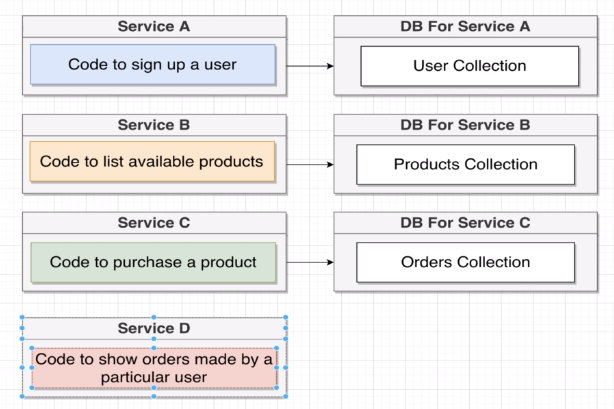 Service A
Code to sign up a user
DB For Service A
User Collection
Service B
Code to list available products
DB For Service B
Products Collection
Service C
Code to purchase a product
DB For Service C
Orders Collection
Service D
Code to show orders made by a
particular user